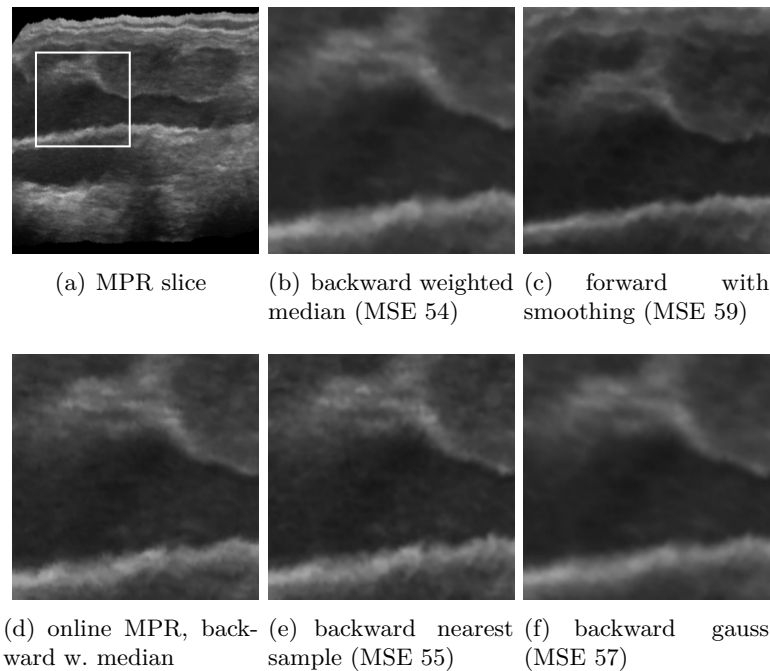 (a) MPR slice
(b) backward weighted
median (MSE 54)
(c) forward with
smoothing (MSE 59)
(d) online MPR, back-
ward w. median
(e) backward nearest
sample (MSE 55)
(f) backward gauss
(MSE 57)